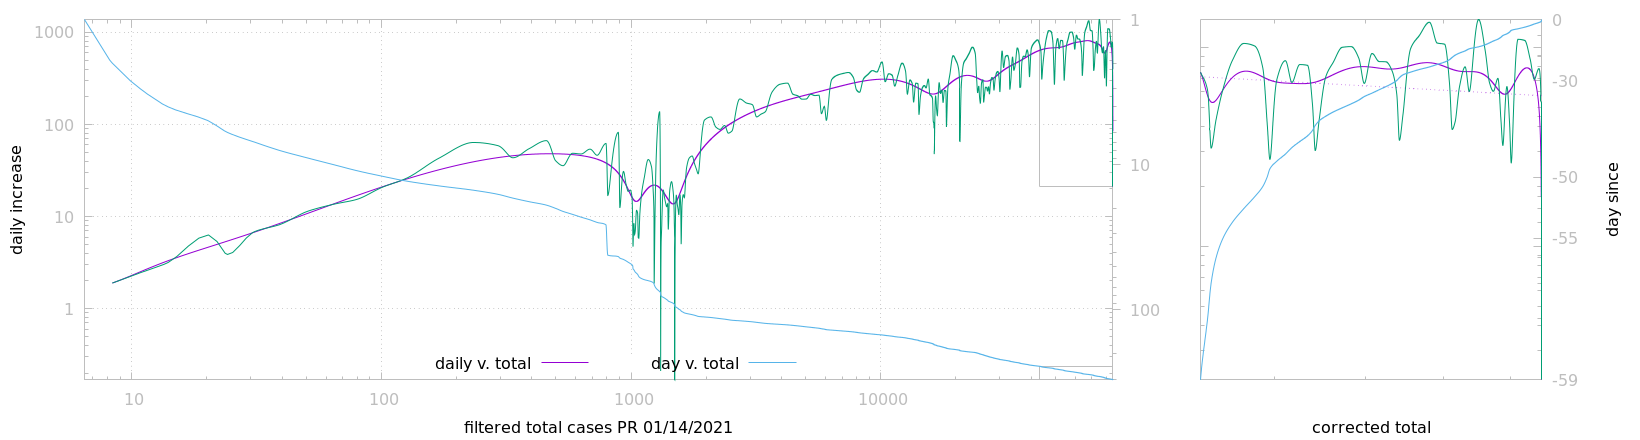 1000
100
10
1
daily increase
1
10
100
daily v. total
day v. total
10
100
1000
10000
filtered total cases PR 01/14/2021
0
-30
-50
-55
-59
day since
corrected total